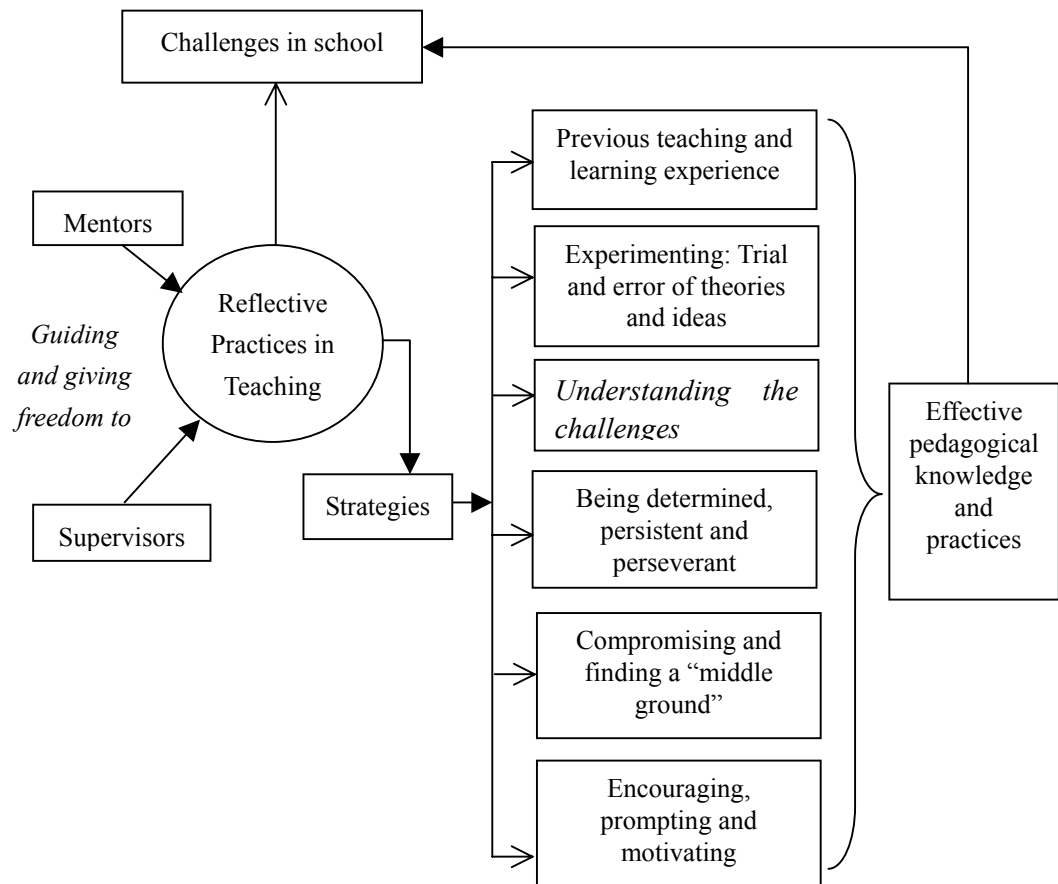 Challenges in school
Mentors
Guiding
and giving
freedom to
Supervisors
Reflective
Practices in
Teaching
Strategies
Previous teaching and
learning experience
Experimenting: Trial
and error of theories
and ideas
Understanding the
challenges
Being determined,
persistent and
perseverant
Compromising and
finding a “middle
ground”
Encouraging,
prompting and
motivating
Effective
pedagogical
knowledge
and
practices